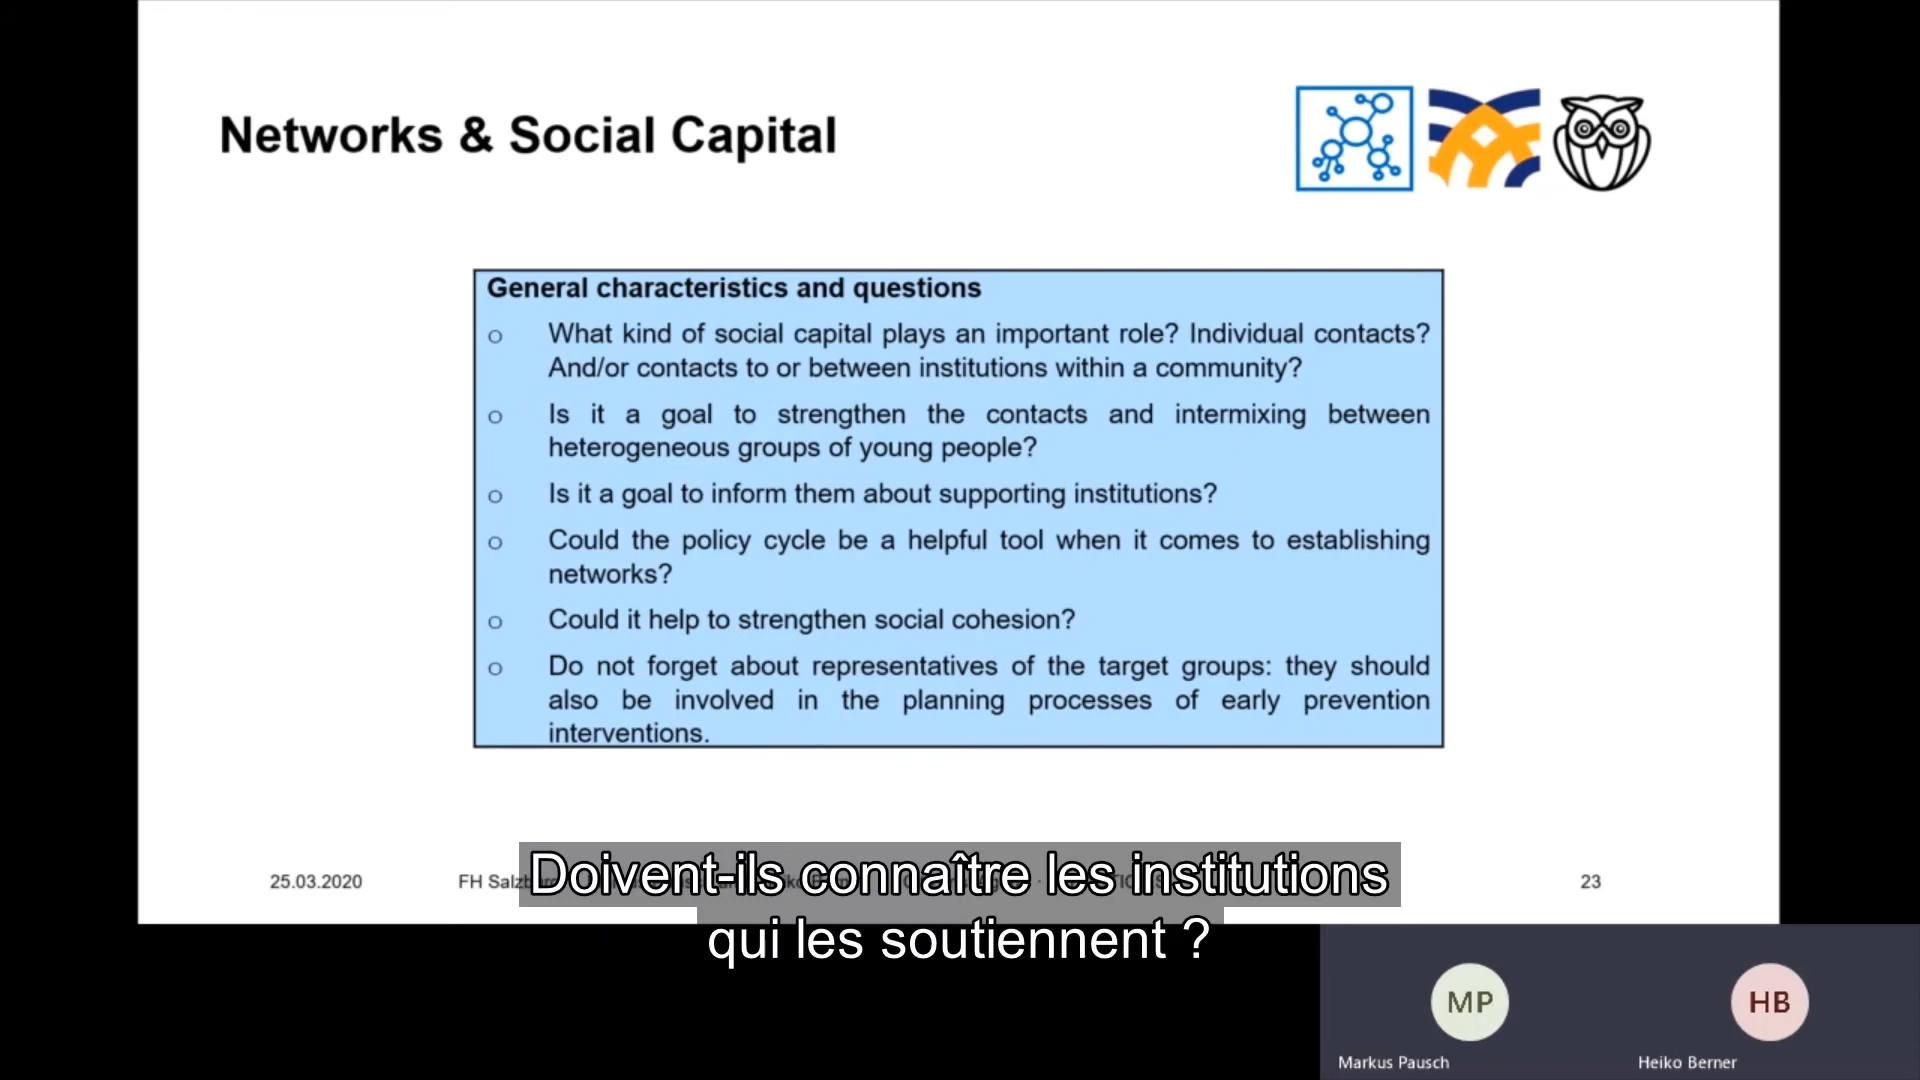 Networks & Social Capital
General characteristics and questions
o What kind of social capital plays an important role? Individual contacts?
And/or contacts to or between institutions within a community?
o Is it a goal to strengthen the contacts and intermixing between
heterogeneous groups of young people?
o Is it a goal to inform them about supporting institutions?
o Could the policy cycle be a helpful tool when it comes to establishing
networks?
o Could it help to strengthen social cohesion?
o Do not forget about representatives of the target groups: they should
also be involved in the planning processes of early prevention
interventions.
25.03.2020
FH
23
Doivent-ils connaître les institutions
qui les soutiennent ?
MP
HB
Markus Pausch
Heiko Berner